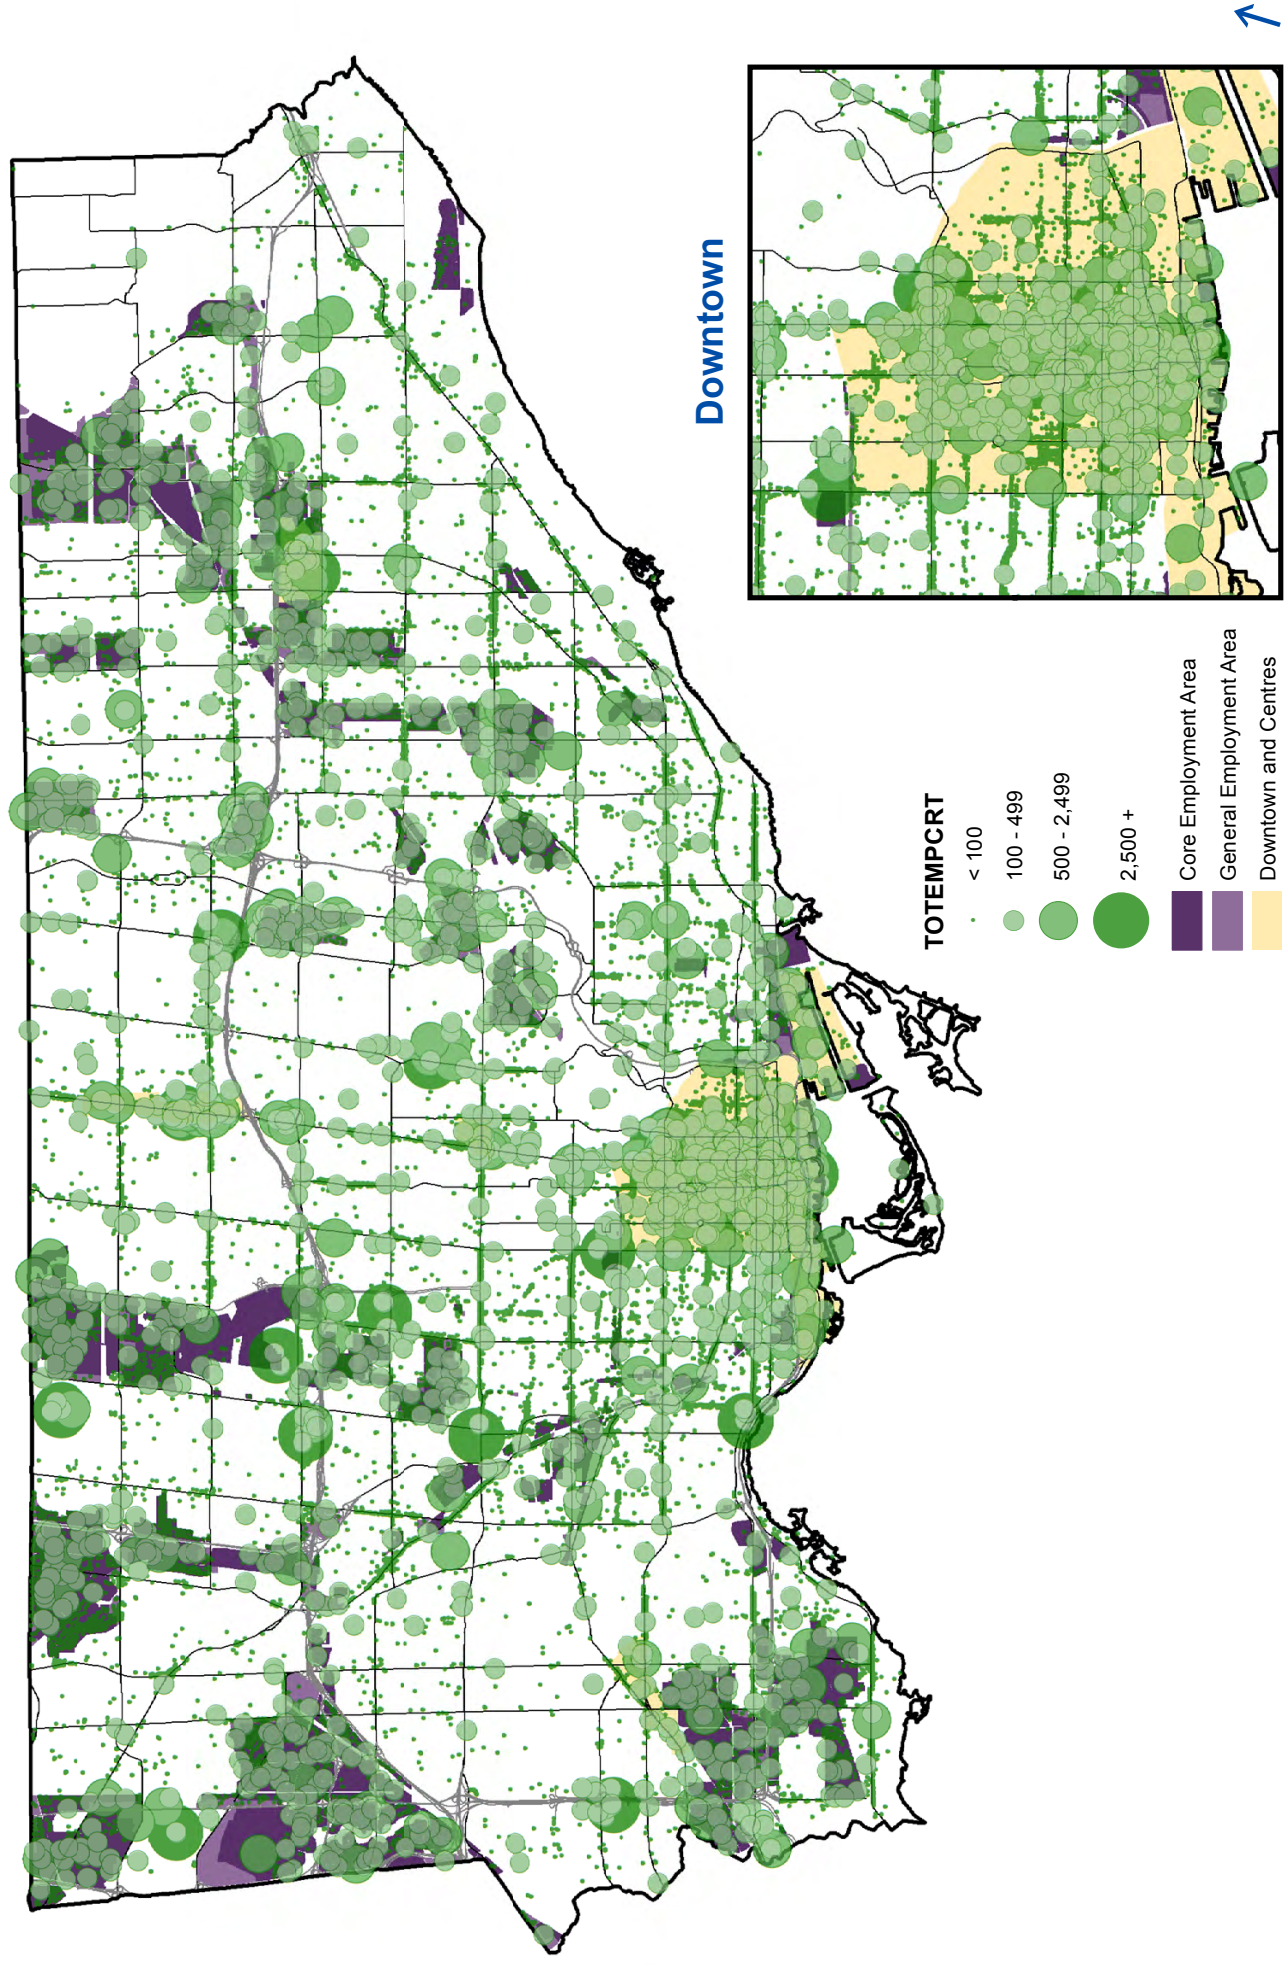 Downtown
TOTEMPCRT
< 100
100 - 499
500 - 2,499
2,500 +
Core Employment Area
General Employment Area
Downtown and Centres